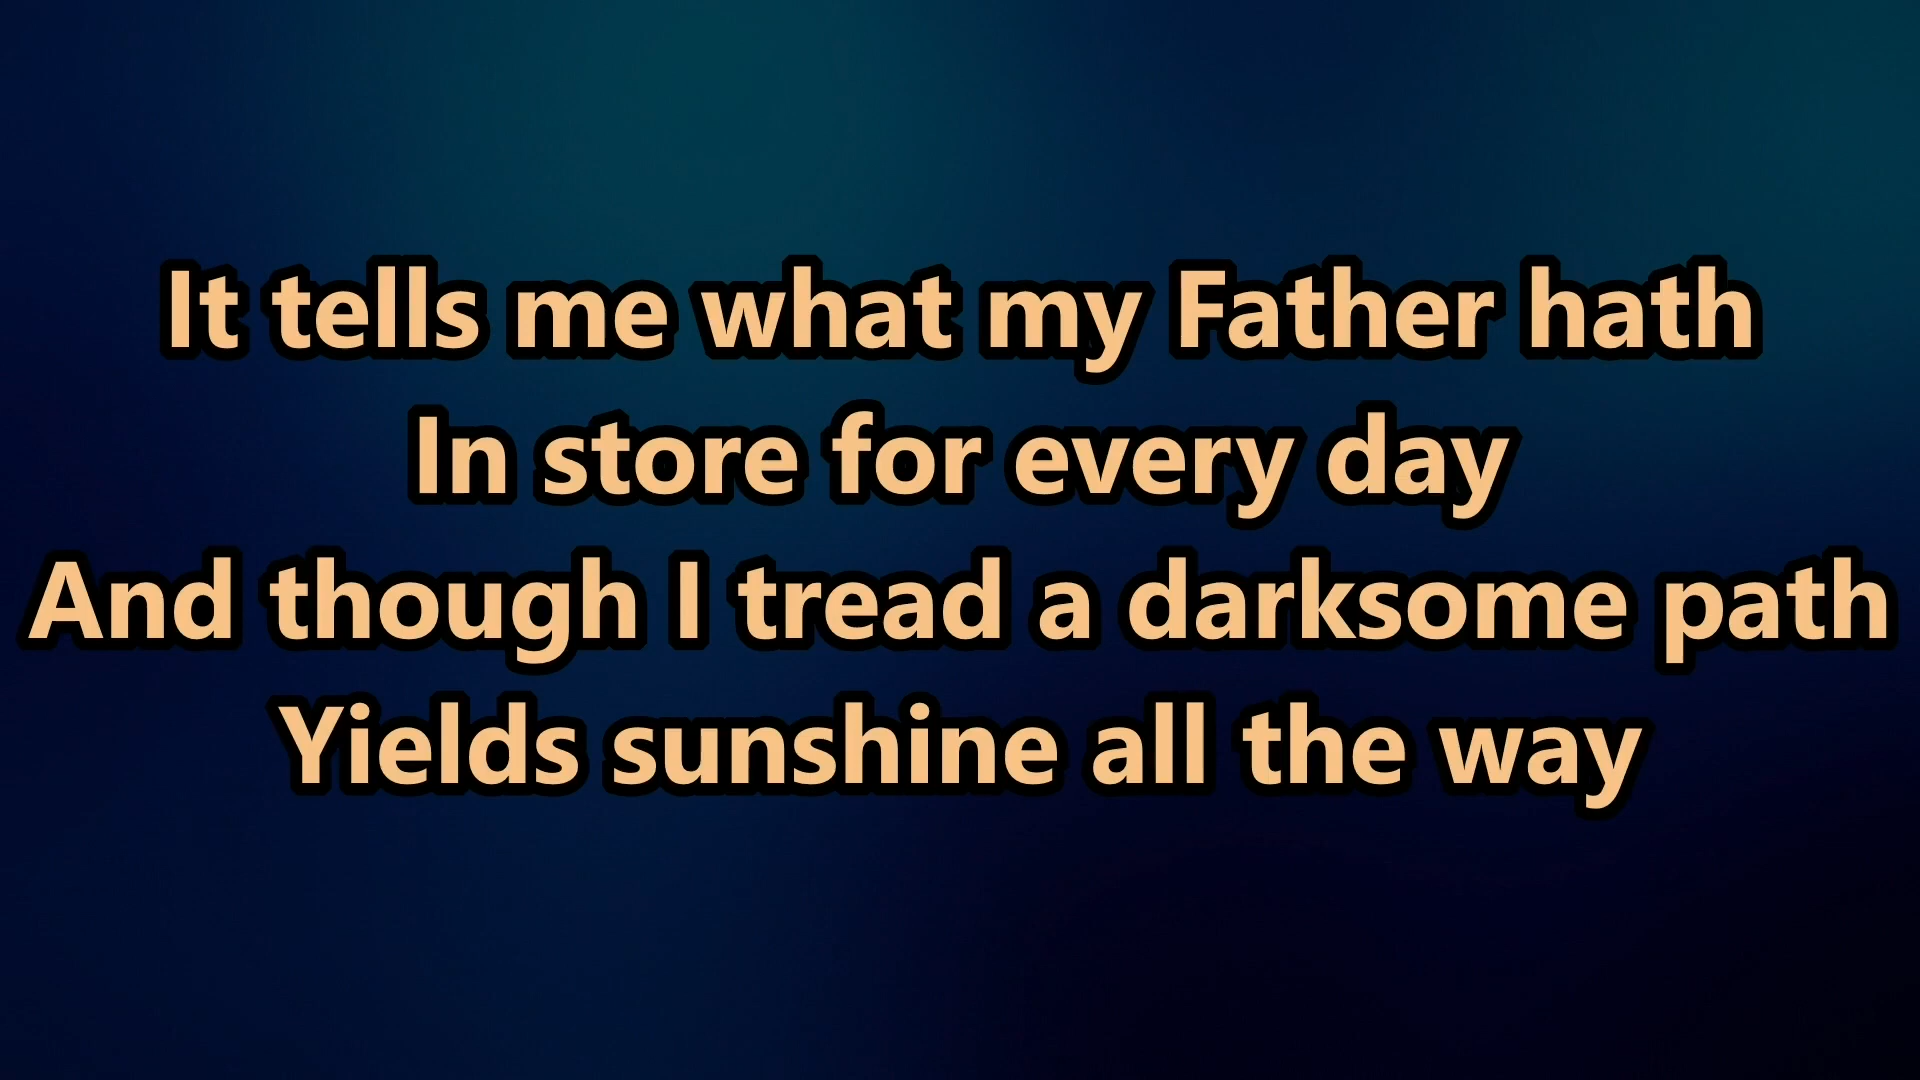 It tells me what my Father hath
In store for every day
And though I tread a darksome path
Yields sunshine all the way